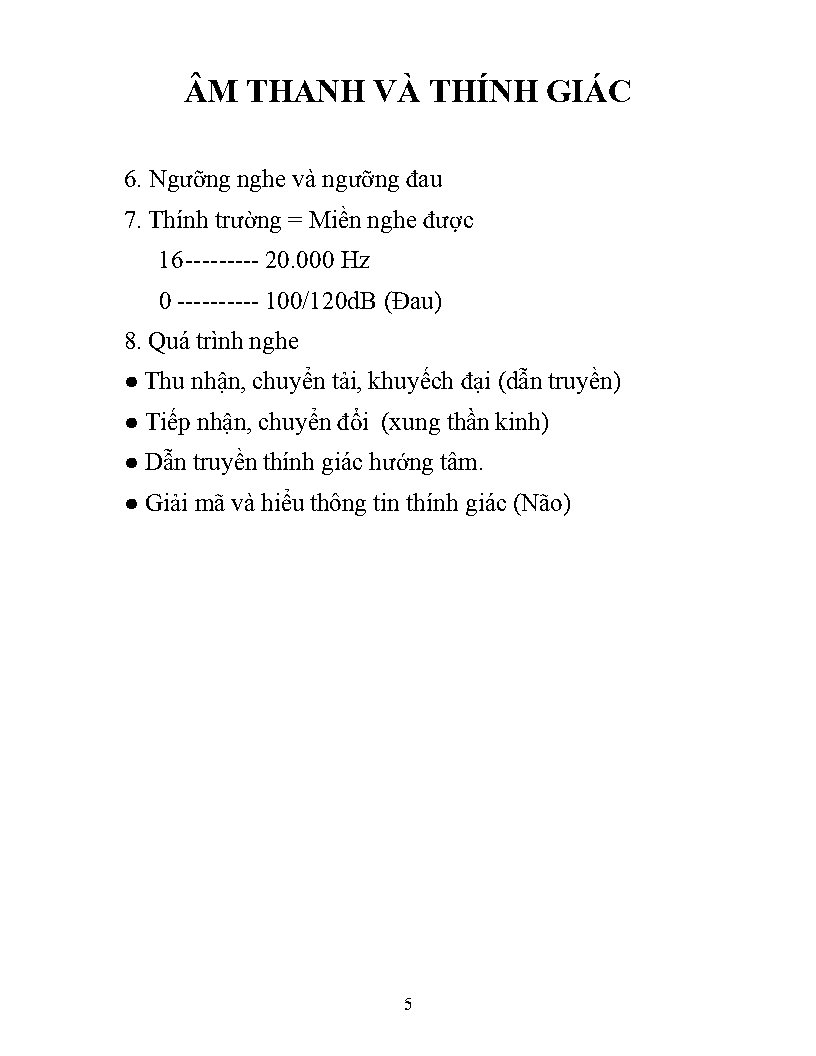 ÂM THANH VÀ THÍNH GIÁC
6. Ngưỡng nghe và ngưỡng đau
7. Thính trường = Miền nghe được
16--------- 20.000 Hz
0 ---------- 100/120dB (Đau)
8. Quá trình nghe
● Thu nhận, chuyển tải, khuyếch đại (dẫn truyền)
● Tiếp nhận, chuyển đổi  (xung thần kinh)
● Dẫn truyền thính giác hướng tâm.
● Giải mã và hiểu thông tin thính giác (Não)
5